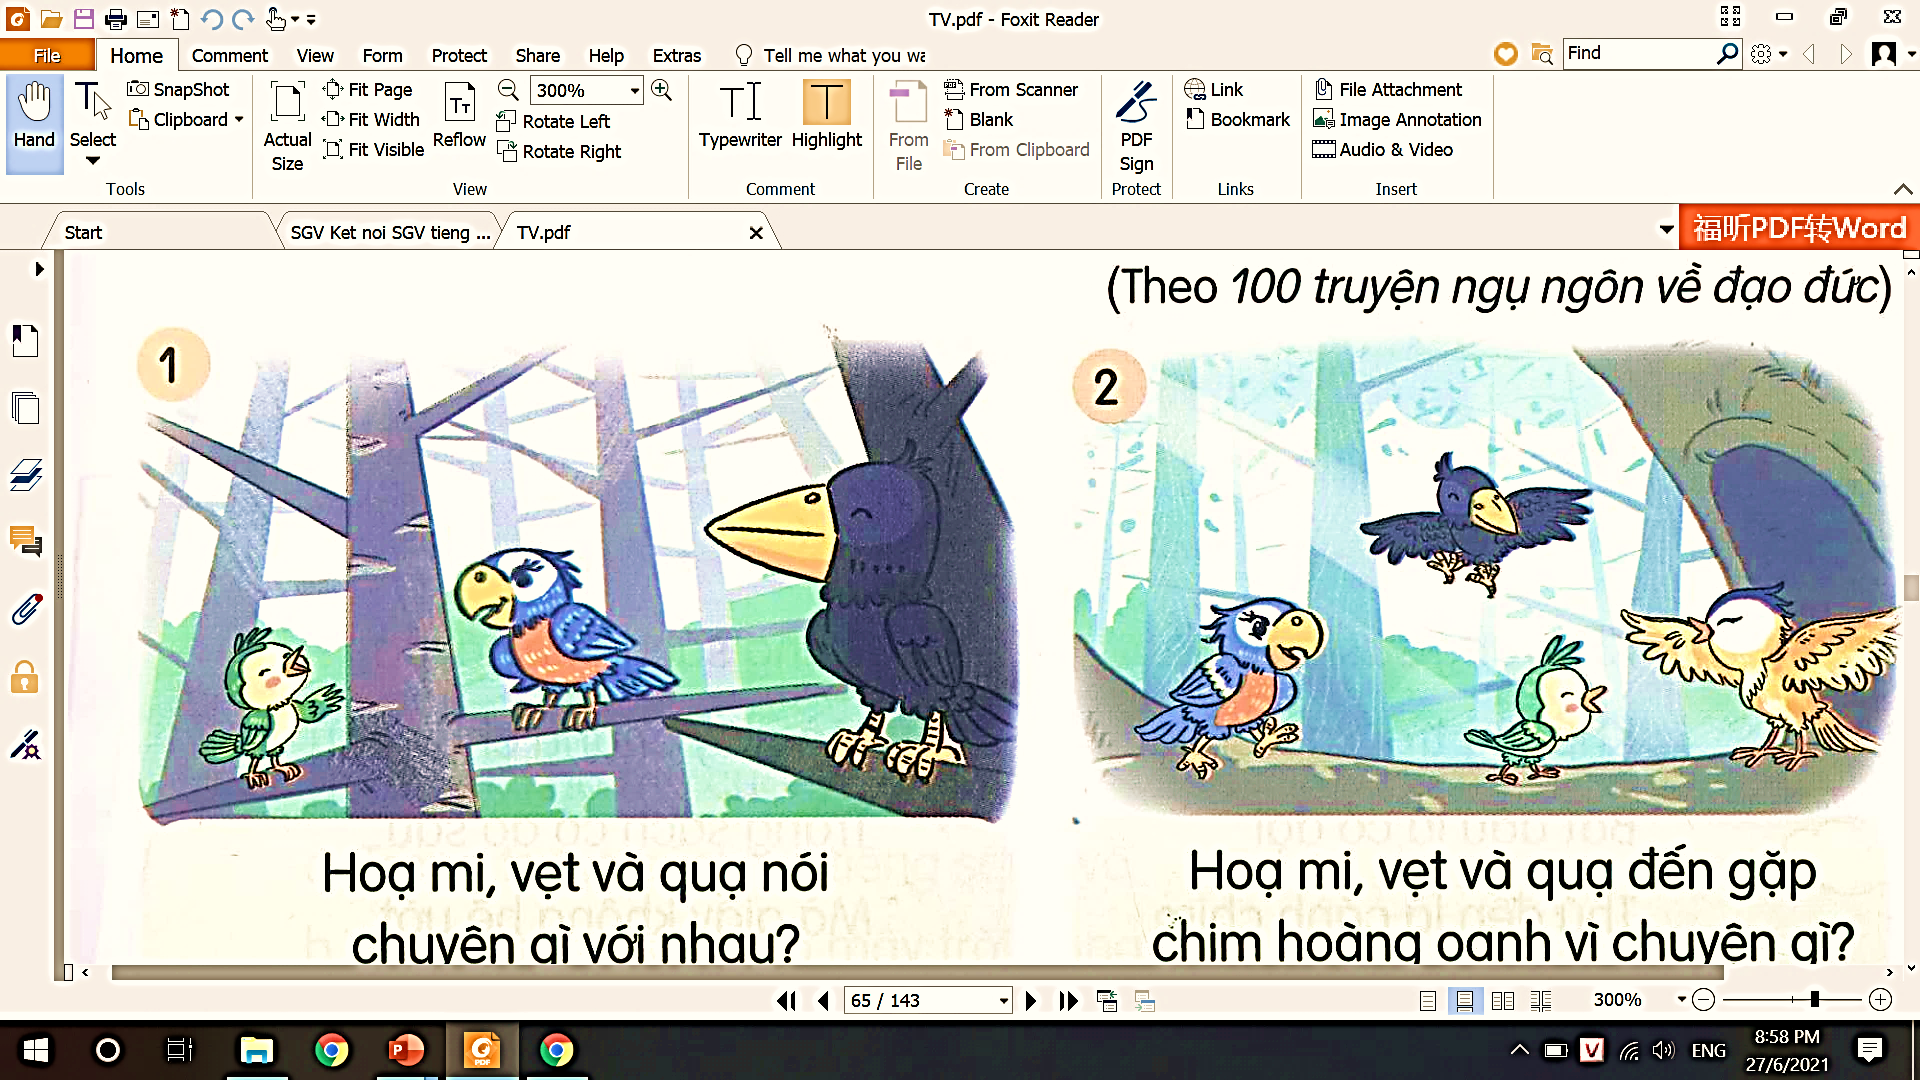 TV.pdf - Foxit Reader
File Home Comment View Form Protect Share Help Extras Tell me what you wa Find
Hand
Select
SnapShot
Clipboard
Tools
Actual Size
Fit Page
Fit Width
Fit Visible
Reflow
300%
Rotate Left
Rotate Right
View
Typewriter
Highlight
Comment
From File
From Scanner
Blank
From Clipboard
Create
PDF Sign
Protect
Link
Bookmark
Links
File Attachment
Image Annotation
Audio & Video
Insert
Start SGV Ket noi SGV tieng ... TV.pdf 福昕PDF转Word
(Theo 100 truyện ngụ ngôn về đạo đức)
1
2
Hoạ mi, vẹt và quạ nói
chuyện gì với nhau?
Hoạ mi, vẹt và quạ đến gặp
chim hoàng oanh vì chuyện gì?
65 / 143
300%
ENG
8:58 PM
27/6/2021